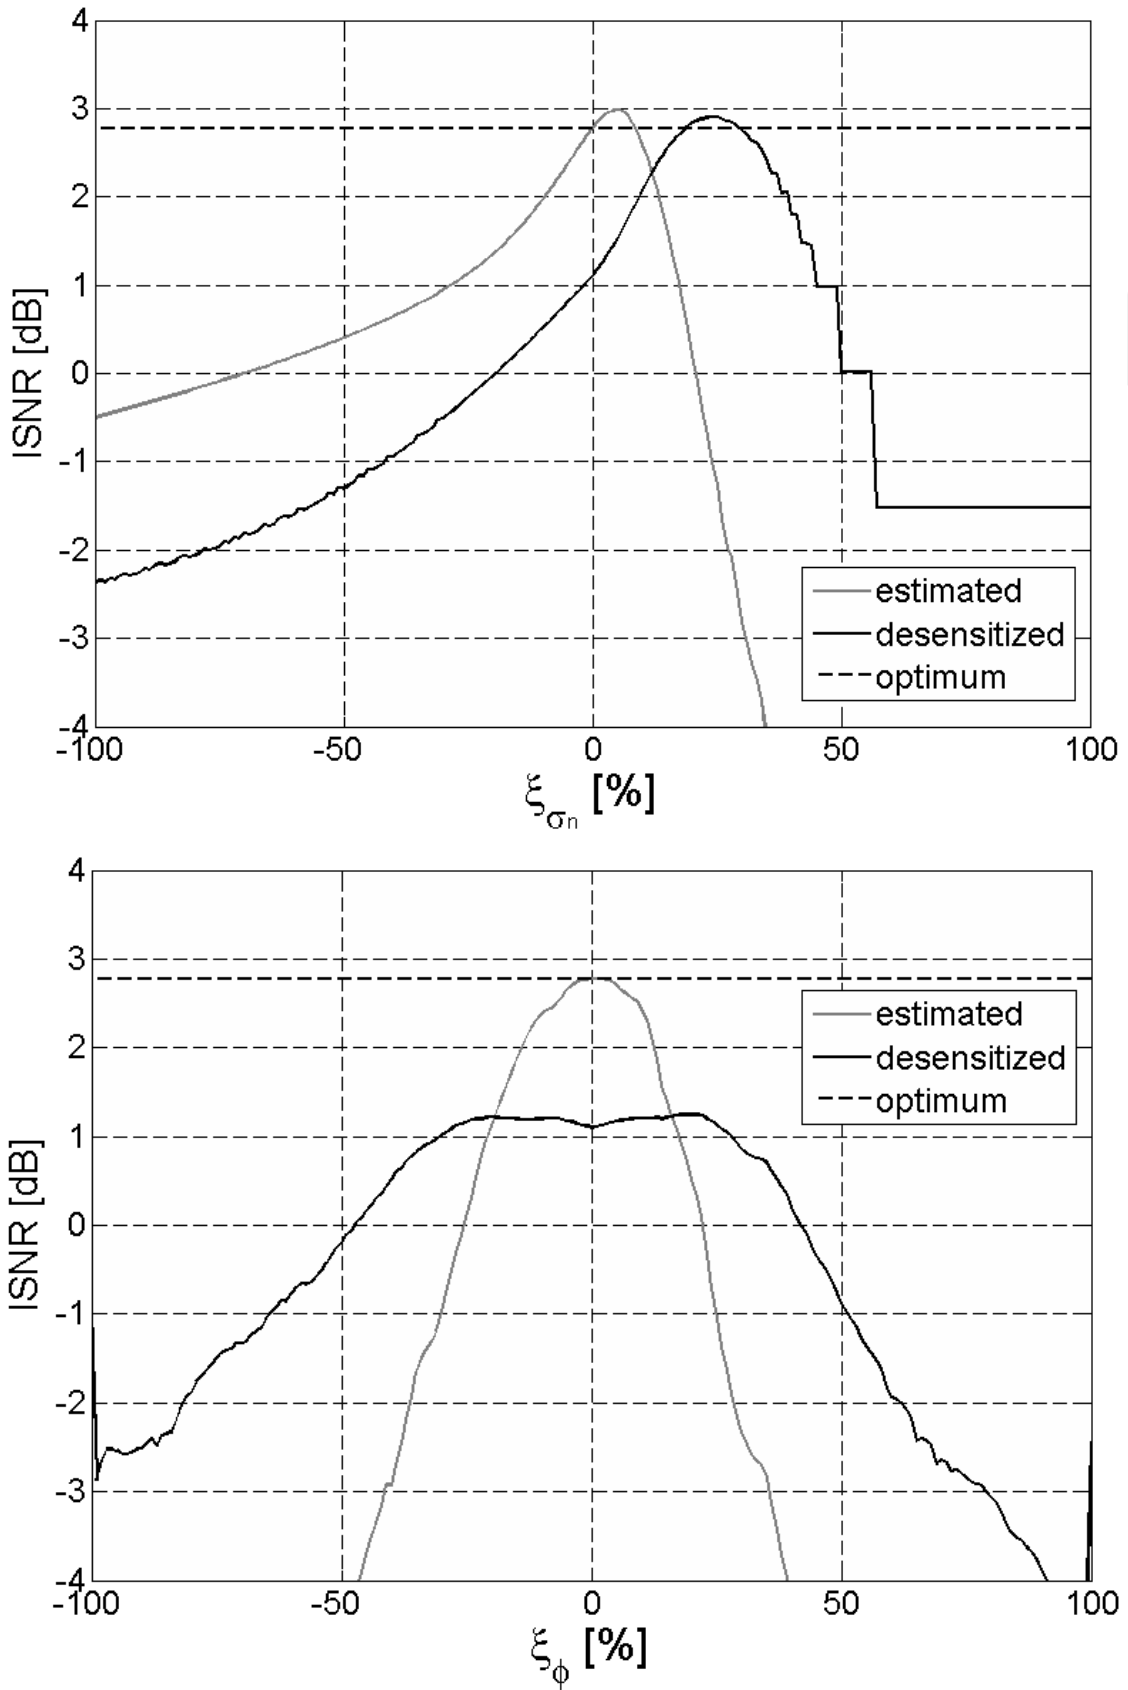 4
3
2
1
0
-1
-2
-3
-4
ISNR [dB]
estimated
desensitized
optimum
-100 -50 0 50 100
ξσn [%]
4
3
2
1
0
-1
-2
-3
-4
ISNR [dB]
estimated
desensitized
optimum
-100 -50 0 50 100
ξϕ [%]